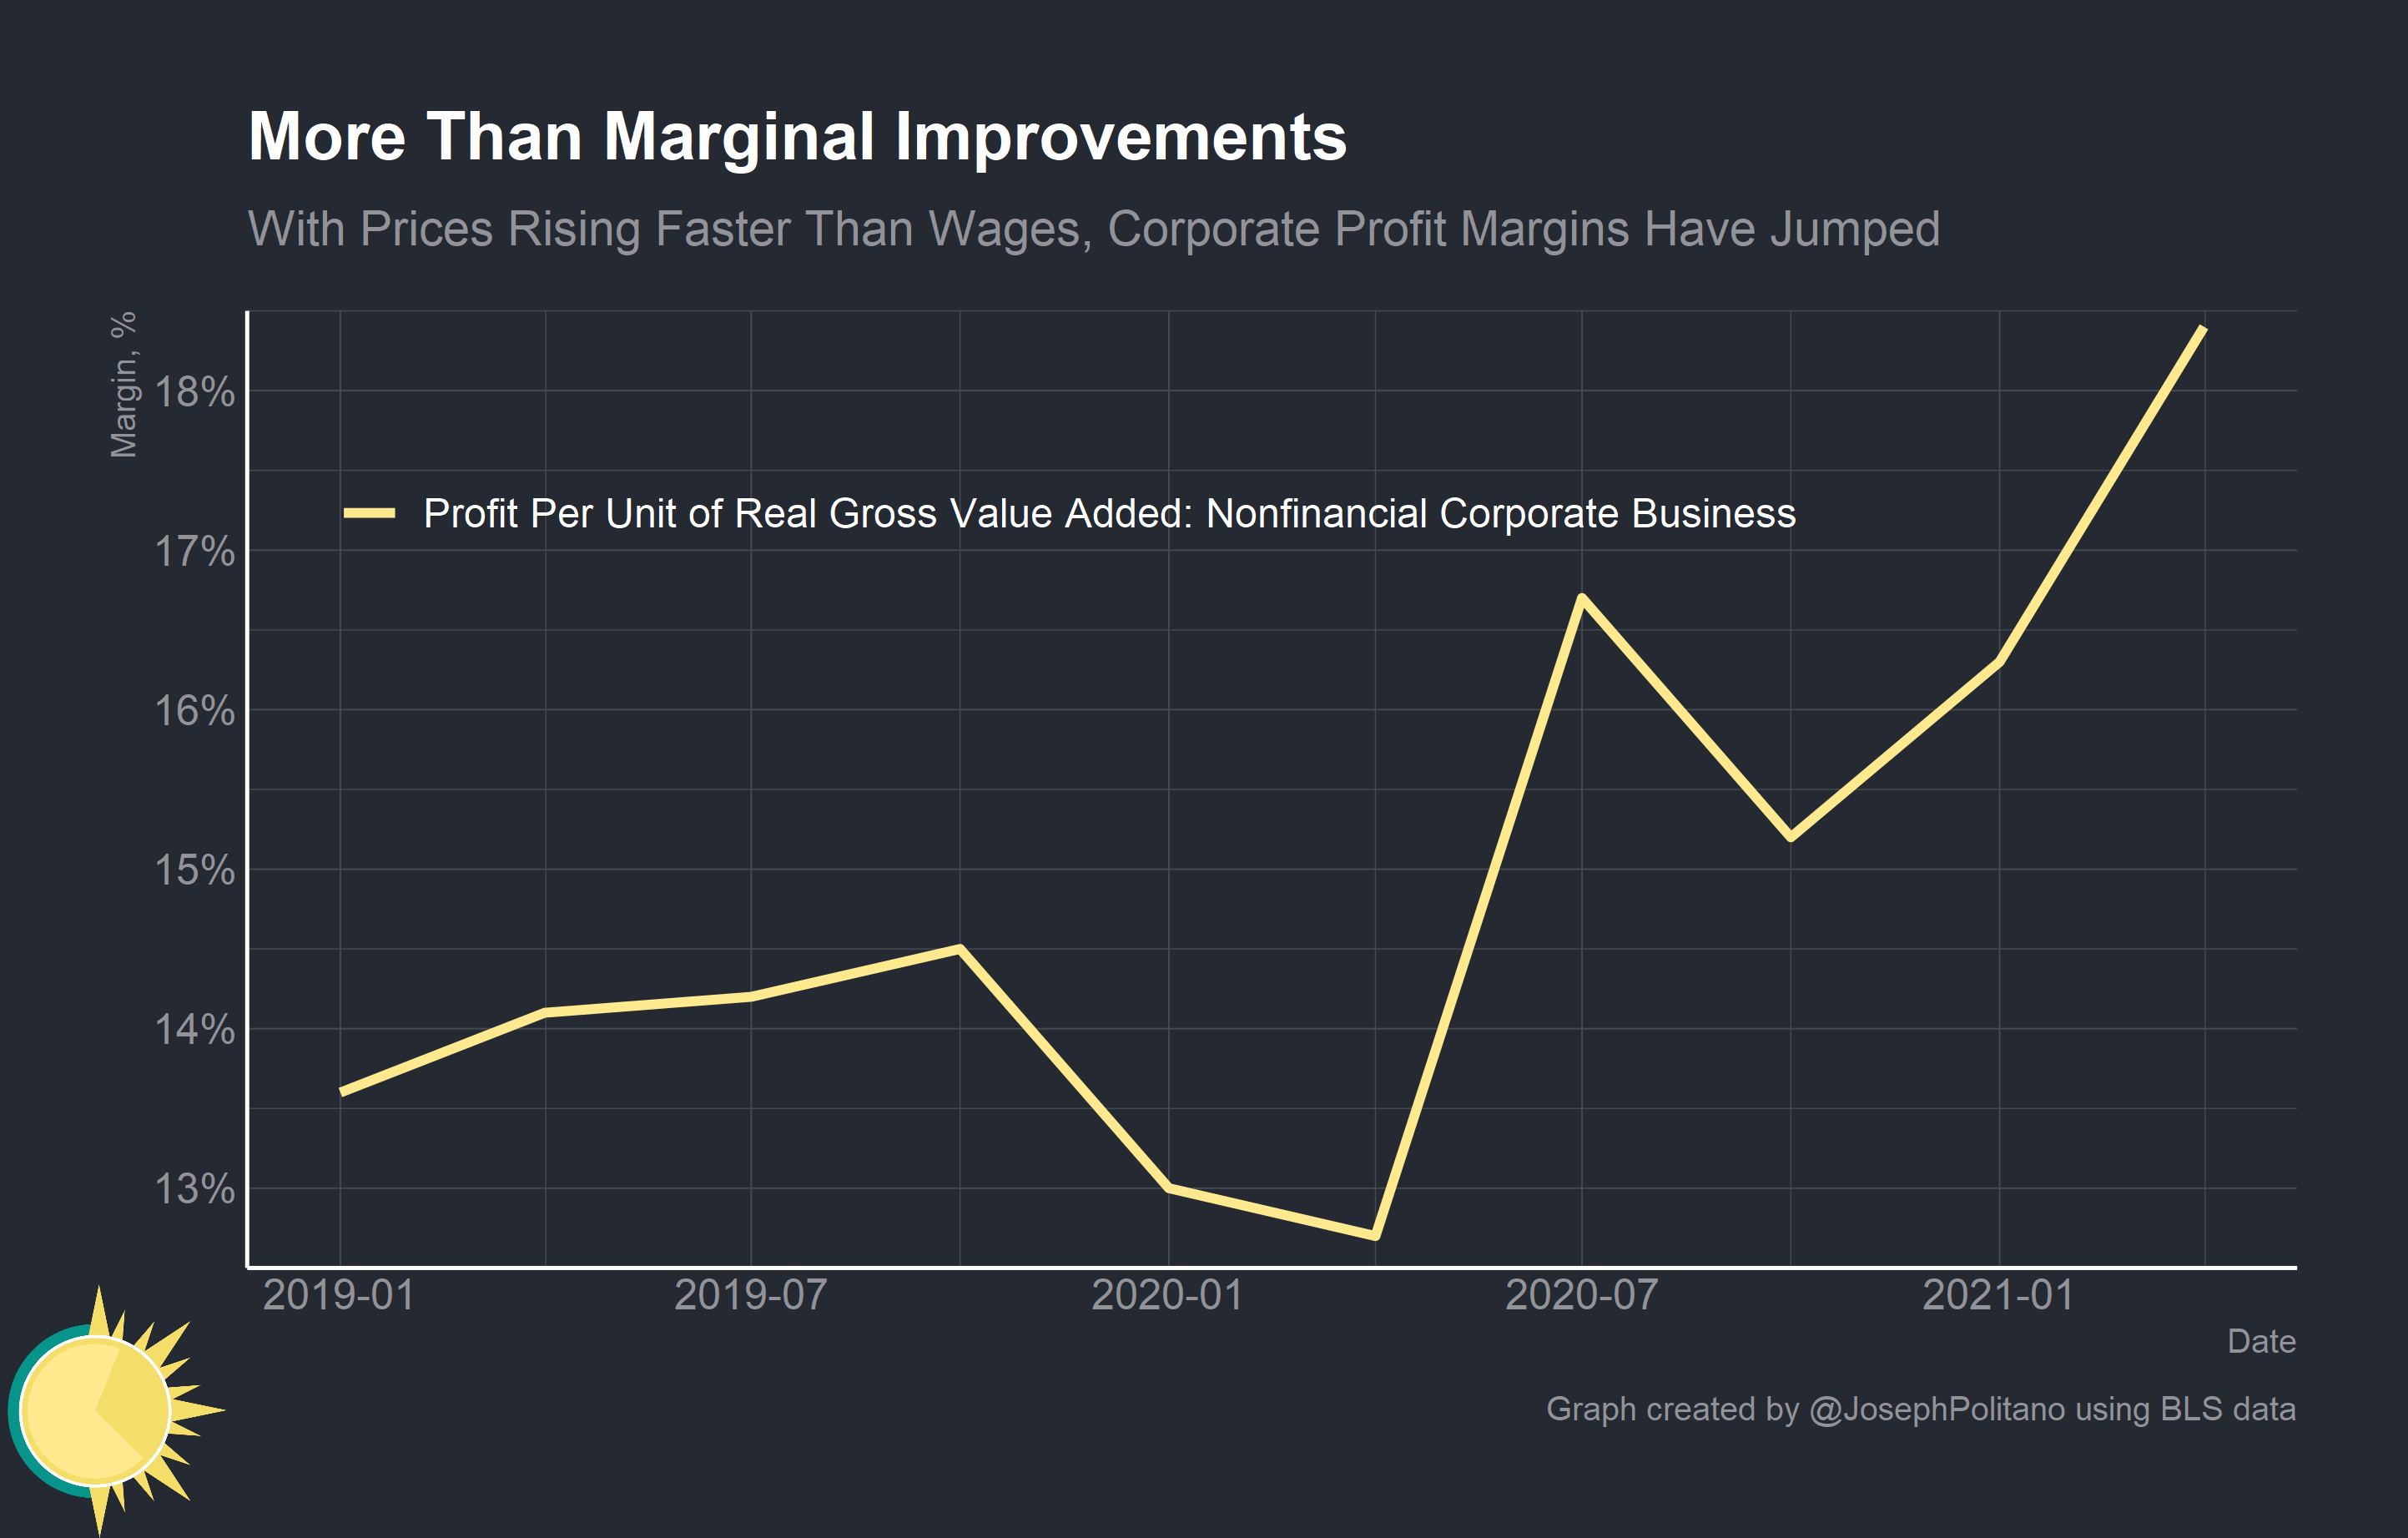 More Than Marginal Improvements
With Prices Rising Faster Than Wages, Corporate Profit Margins Have Jumped
Margin, %
18%
Profit Per Unit of Real Gross Value Added: Nonfinancial Corporate Business
17%
16%
15%
14%
13%
2019-01 2019-07 2020-01 2020-07 2021-01
Date
Graph created by @JosephPolitano using BLS data